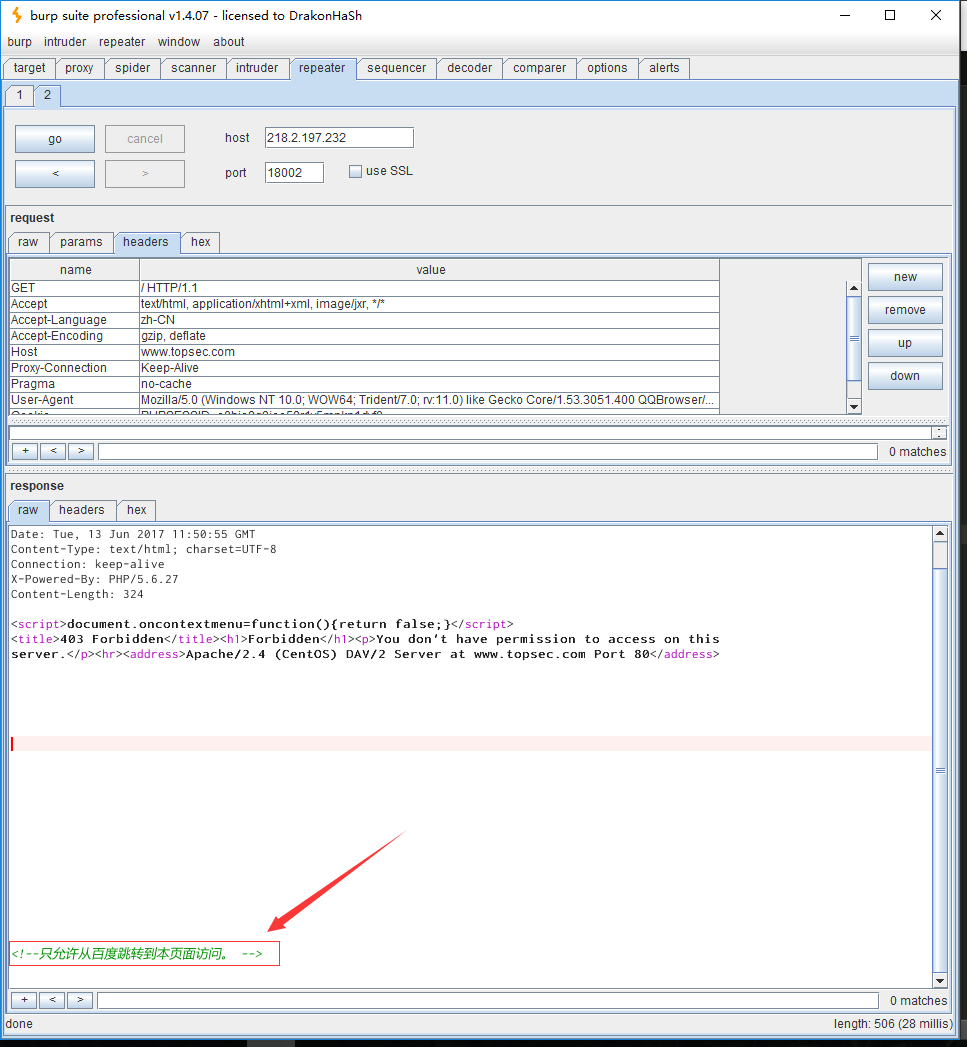 burp suite professional v1.4.07 - licensed to DrakonHaSh
burp intruder repeater window about
target proxy spider scanner intruder repeater sequencer decoder comparer options alerts
1 2
go cancel host 218.2.197.232
< > port 18002 use SSL
request
raw params headers hex
name value
GET / HTTP/1.1
Accept text/html, application/xhtml+xml, image/jxr, */*
Accept-Language zh-CN
Accept-Encoding gzip, deflate
Host www.topsec.com
Proxy-Connection Keep-Alive
Pragma no-cache
User-Agent Mozilla/5.0 (Windows NT 10.0; WOW64; Trident/7.0; rv:11.0) like Gecko Core/1.53.3051.400 QQBrowser/...
new
remove
up
down
+ < > 0 matches
response
raw headers hex
Date: Tue, 13 Jun 2017 11:50:55 GMT
Content-Type: text/html; charset=UTF-8
Connection: keep-alive
X-Powered-By: PHP/5.6.27
Content-Length: 324
<script>document.oncontextmenu=function(){return false;}</script>
<title>403 Forbidden</title><h1>Forbidden</h1><p>You don't have permission to access on this
server.</p><hr><address>Apache/2.4 (CentOS) DAV/2 Server at www.topsec.com Port 80</address>
<!--只允许从百度跳转到本页面访问。 -->
+ < > 0 matches
done length: 506 (28 millis)